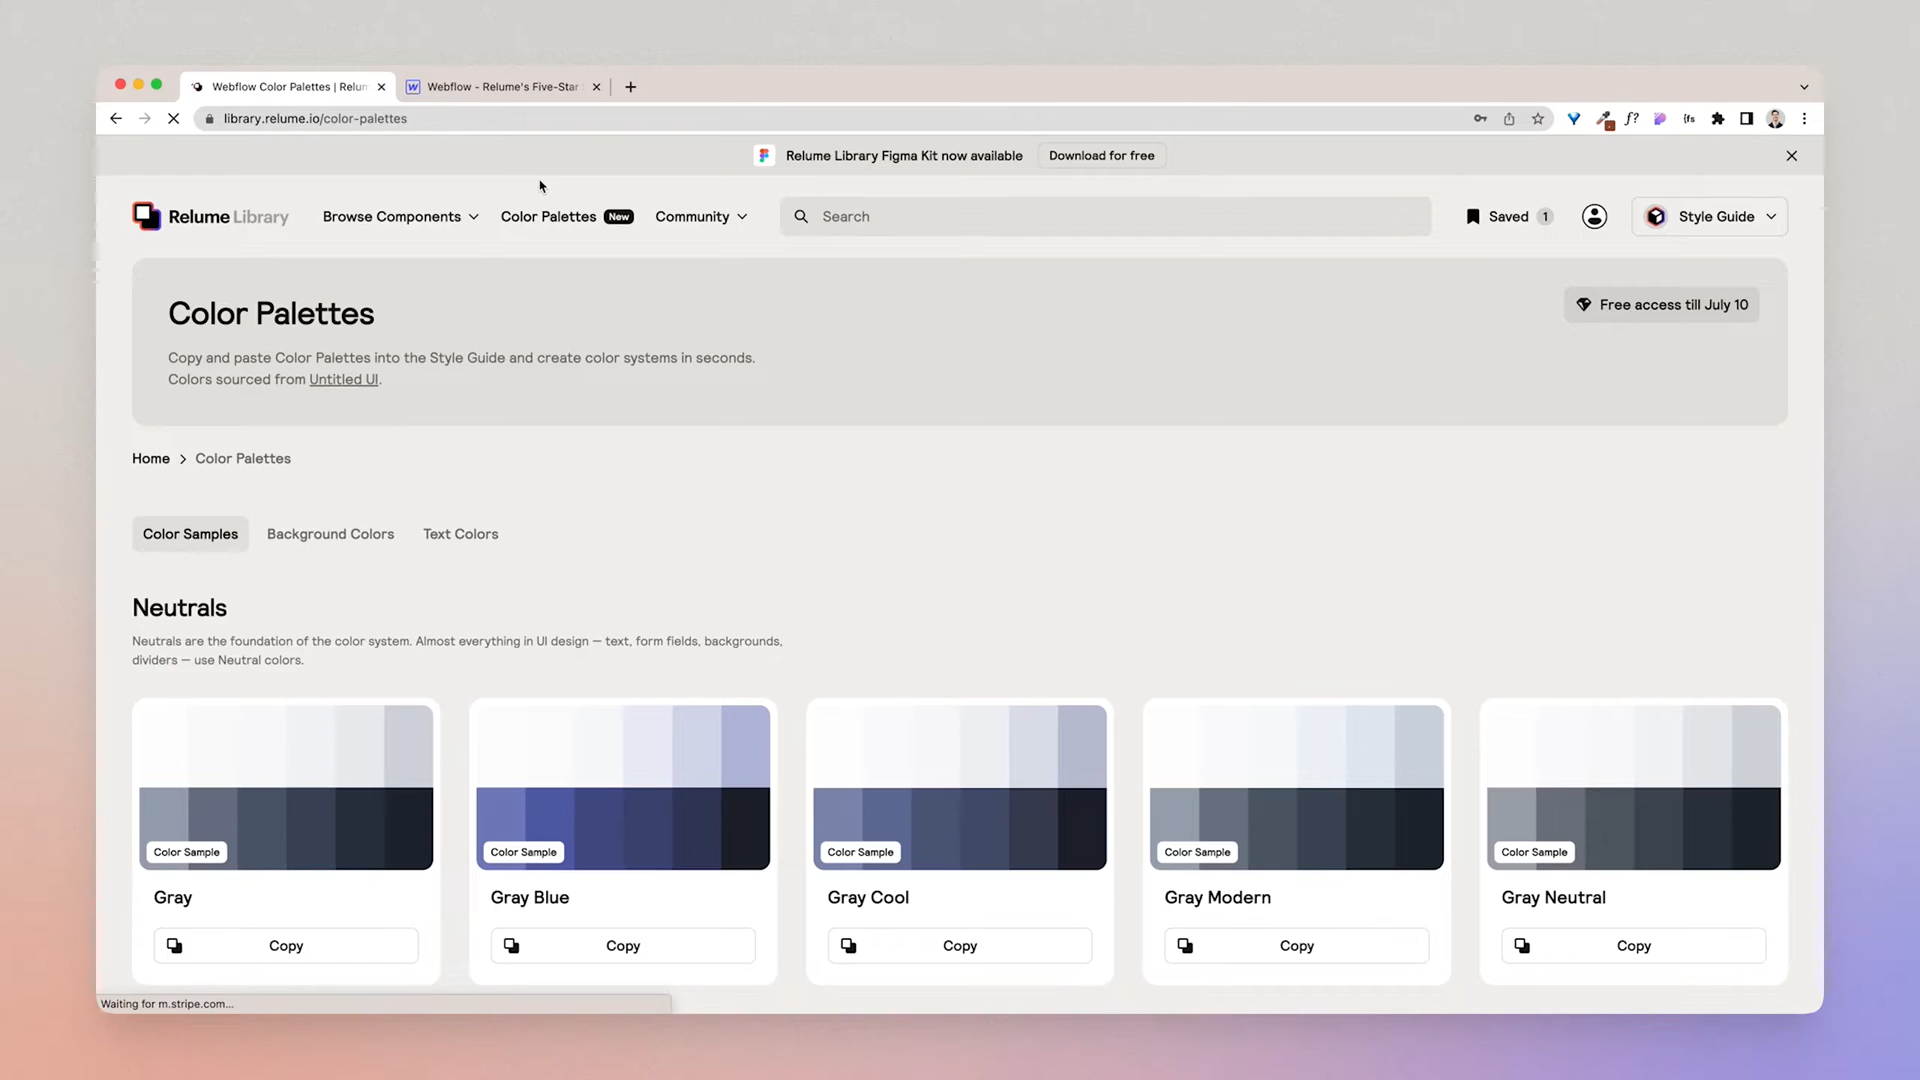 Webflow Color Palettes | Relum
Webflow - Relume's Five-Star
library.relume.io/color-palettes
Relume Library Figma Kit now available
Download for free
Relume Library
Browse Components
Color Palettes
New
Community
Search
Saved
1
Style Guide
Color Palettes
Free access till July 10
Copy and paste Color Palettes into the Style Guide and create color systems in seconds.
Colors sourced from Untitled UI.
Home > Color Palettes
Color Samples
Background Colors
Text Colors
Neutrals
Neutrals are the foundation of the color system. Almost everything in UI design — text, form fields, backgrounds,
dividers — use Neutral colors.
Color Sample
Color Sample
Color Sample
Color Sample
Color Sample
Gray
Gray Blue
Gray Cool
Gray Modern
Gray Neutral
Copy
Copy
Copy
Copy
Copy
Waiting for m.stripe.com...